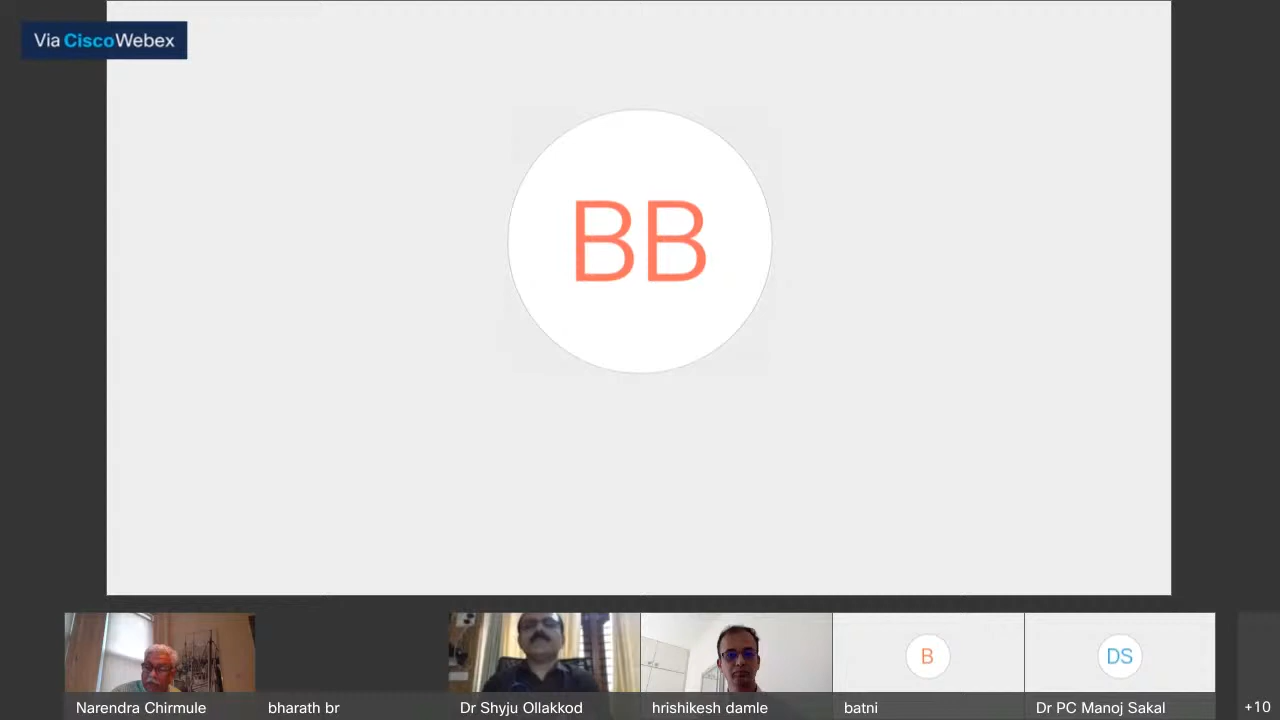 Via CiscoWebex
BB
B
DS
Narendra Chirmule
bharath br
Dr Shyju Ollakkod
hrishikesh damle
batni
Dr PC Manoj Sakal
+10